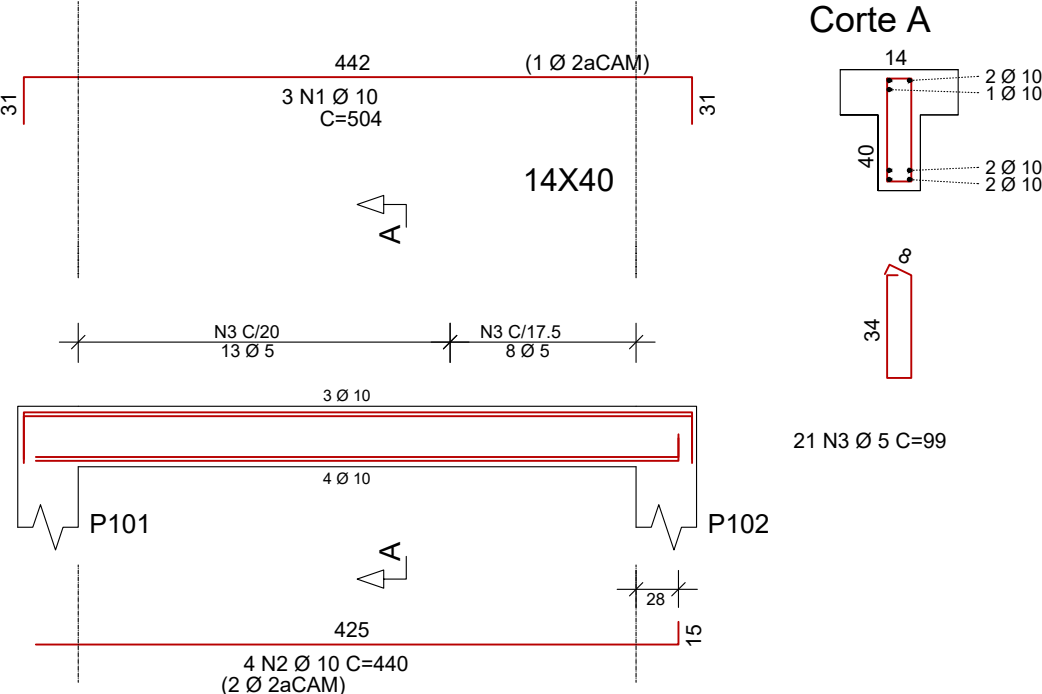 Corte A
442
(1 Ø 2aCAM)
31
31
3 N1 Ø 10
C=504
14
2 Ø 10
1 Ø 10
40
2 Ø 10
2 Ø 10
14X40
A
8
34
N3 C/20
13 Ø 5
N3 C/17.5
8 Ø 5
3 Ø 10
4 Ø 10
21 N3 Ø 5 C=99
P101
P102
A
28
425
15
4 N2 Ø 10 C=440
(2 Ø 2aCAM)